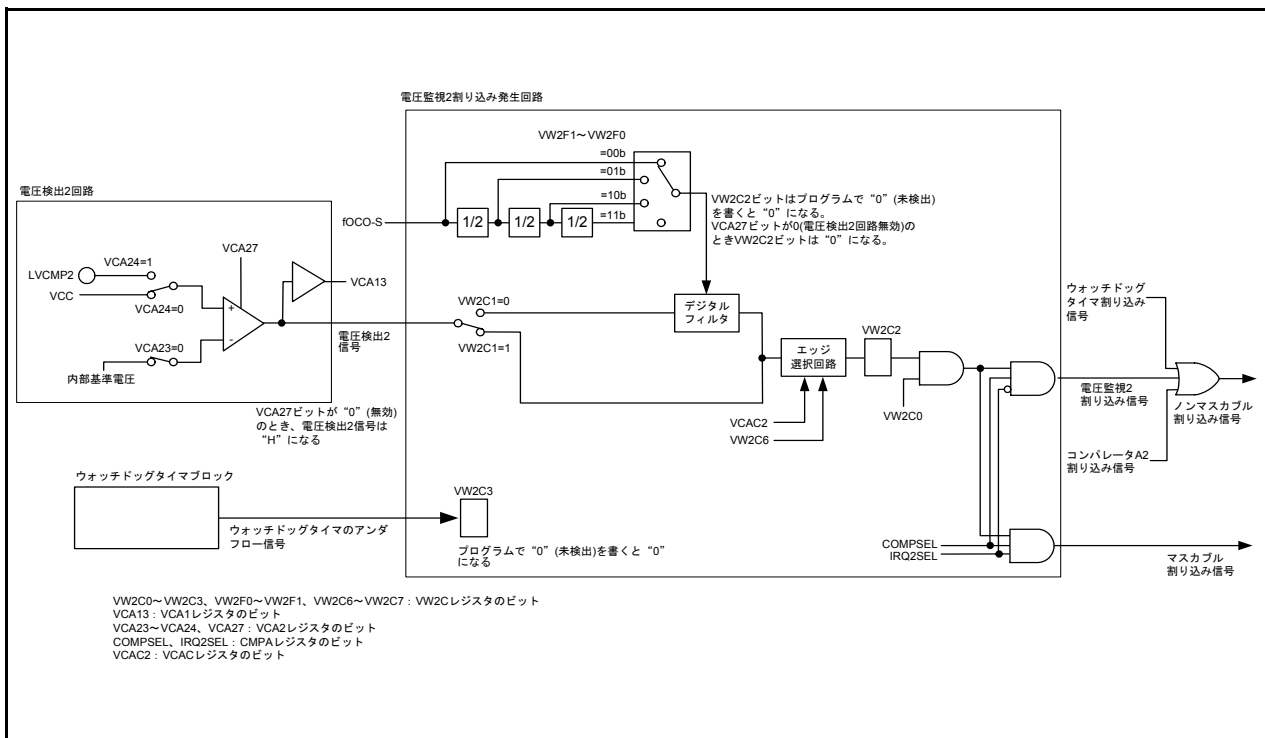 電圧監視2割り込み発生回路
VW2F1～VW2F0
=00b
=01b
=10b
=11b
fOCO-S
1/2
1/2
1/2
VW2C2ビットはプログラムで“0”(未検出)
を書くと“0”になる。
VCA27ビットが0(電圧検出2回路無効)の
ときVW2C2ビットは“0”になる。
電圧検出2回路
VCA27
VCA24=1
LVCMP2
VCC
VCA24=0
+
-
VCA13
VCA23=0
内部基準電圧
電圧検出2
信号
VCA27ビットが“0”(無効)
のとき、電圧検出2信号は
“H”になる
VW2C1=0
VW2C1=1
デジタル
フィルタ
エッジ
選択回路
VW2C2
VCAC2
VW2C6
VW2C0
ウォッチドッグ
タイマ割り込み
信号
電圧監視2
割り込み信号
ノンマスカブル
割り込み信号
コンパレータA2
割り込み信号
ウォッチドッグタイマブロック
ウォッチドッグタイマのアンダ
フロー信号
VW2C3
プログラムで“0”(未検出)を書くと“0”
になる
COMPSEL
IRQ2SEL
マスカブル
割り込み信号
VW2C0～VW2C3、VW2F0～VW2F1、VW2C6～VW2C7：VW2Cレジスタのビット
VCA13：VCA1レジスタのビット
VCA23～VCA24、VCA27：VCA2レジスタのビット
COMPSEL、IRQ2SEL：CMPAレジスタのビット
VCAC2：VCACレジスタのビット